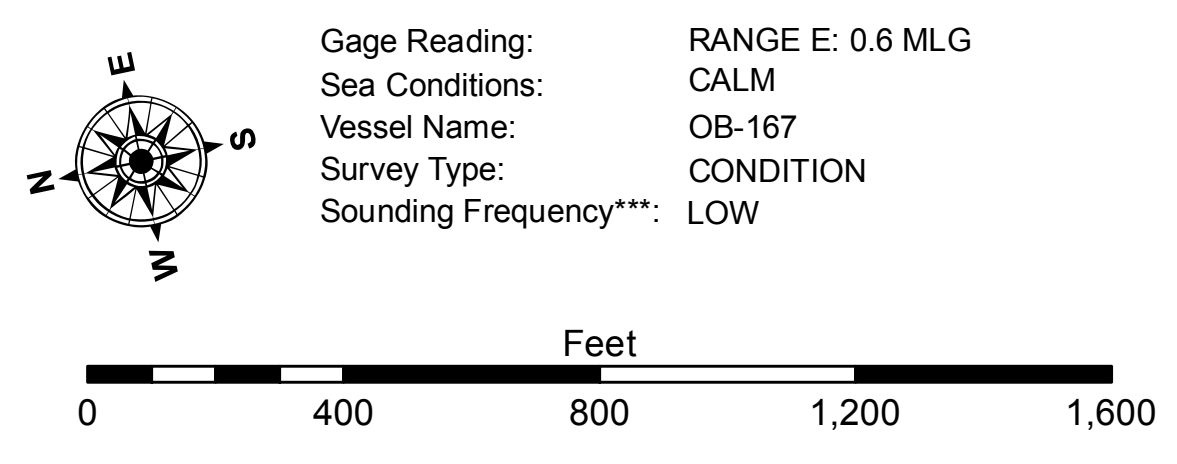 E
S
N
W
Gage Reading: RANGE E: 0.6 MLG
Sea Conditions: CALM
Vessel Name: OB-167
Survey Type: CONDITION
Sounding Frequency***: LOW
Feet
0 400 800 1,200 1,600